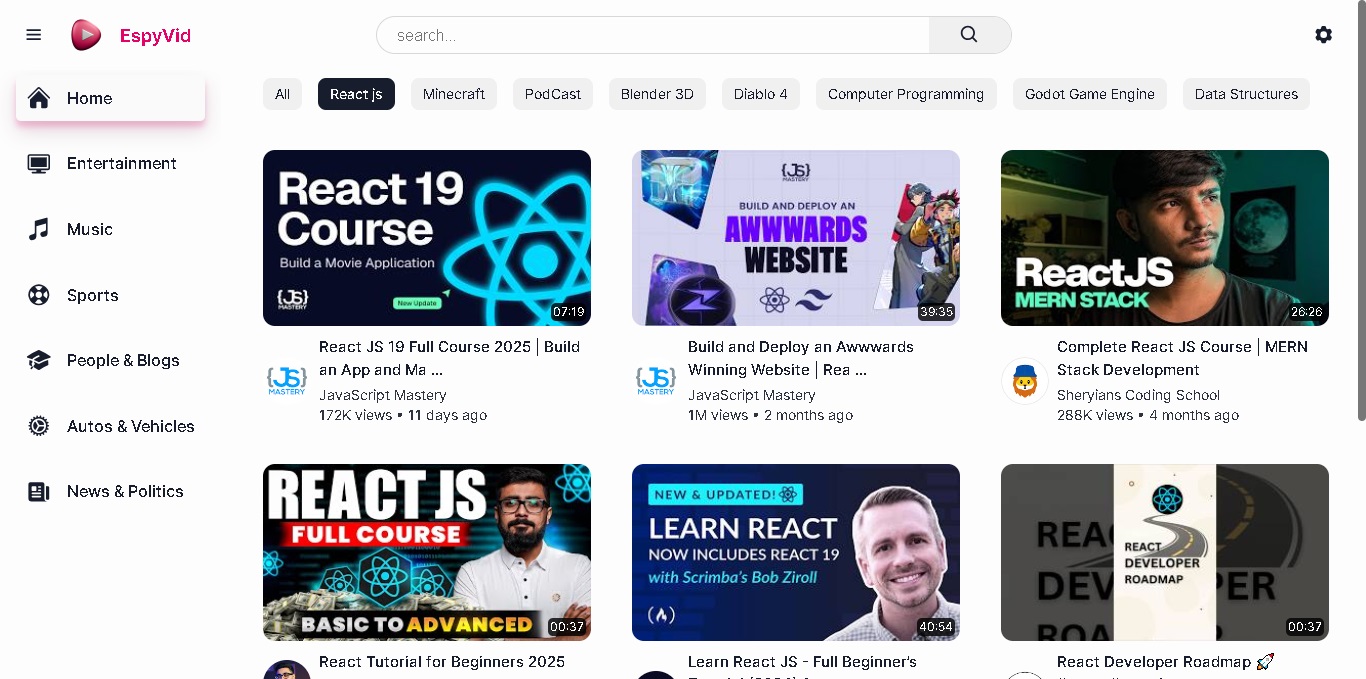 EspyVid
search...
Home
Entertainment
Music
Sports
People & Blogs
Autos & Vehicles
News & Politics
All
React js
Minecraft
PodCast
Blender 3D
Diablo 4
Computer Programming
Godot Game Engine
Data Structures
React 19
Course
Build a Movie Application
{JS}
MASTERY
New Update
07:19
{JS}
MASTERY
BUILD AND DEPLOY AN
AWWWARDS
WEBSITE
39:35
ReactJS
MERN STACK
26:26
{JS}
MASTERY
React JS 19 Full Course 2025 | Build
an App and Ma ...
JavaScript Mastery
172K views • 11 days ago
{JS}
MASTERY
Build and Deploy an Awwwards
Winning Website | Rea ...
JavaScript Mastery
1M views • 2 months ago
Complete React JS Course | MERN
Stack Development
Sheryians Coding School
288K views • 4 months ago
REACT JS
FULL COURSE
BASIC TO ADVANCED
00:37
NEW & UPDATED!
LEARN REACT
NOW INCLUDES REACT 19
with Scrimba's Bob Ziroll
40:54
REACT
DEVELOPER
ROADMAP
00:37
React Tutorial for Beginners 2025
Learn React JS - Full Beginner's
React Developer Roadmap 🚀